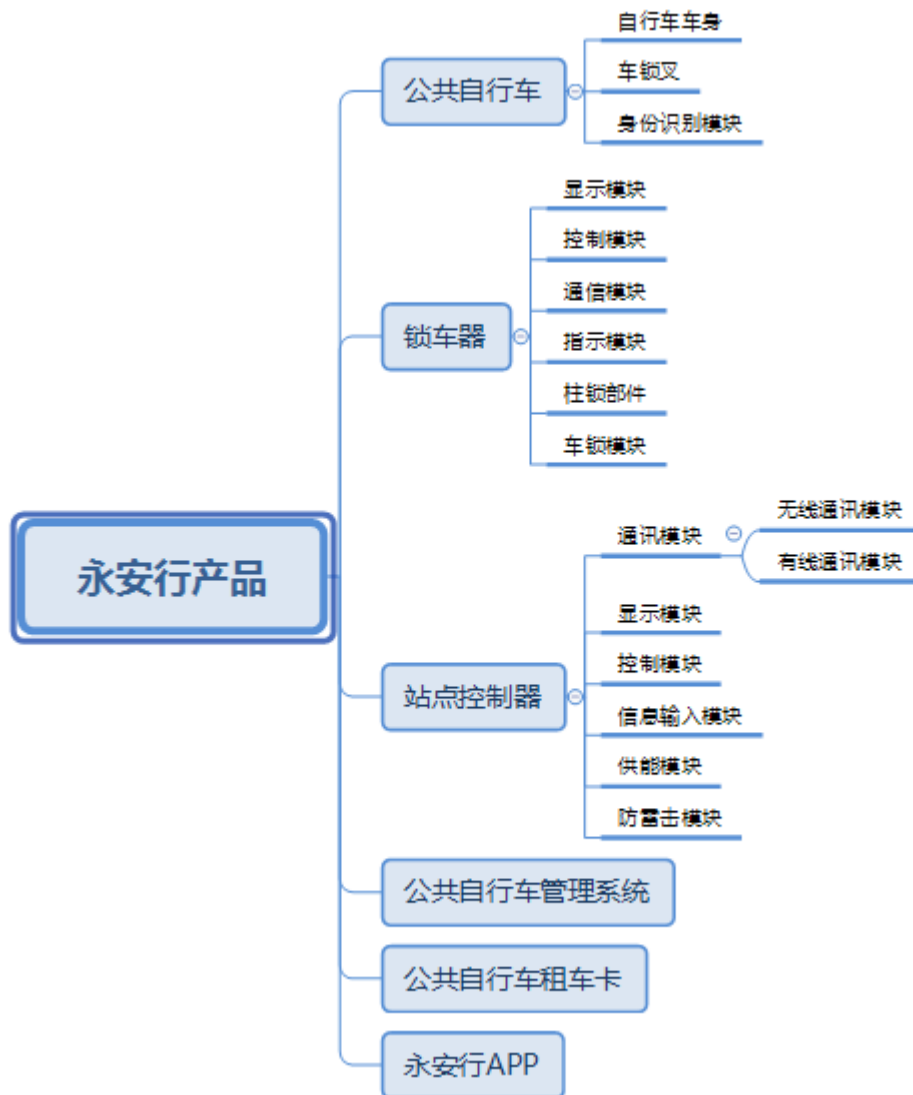 自行车车身
公共自行车
车锁叉
身份识别模块
显示模块
控制模块
通信模块
锁车器
指示模块
柱锁部件
车锁模块
永安行产品
无线通讯模块
通讯模块
有线通讯模块
显示模块
控制模块
站点控制器
信息输入模块
供能模块
防雷击模块
公共自行车管理系统
公共自行车租车卡
永安行APP